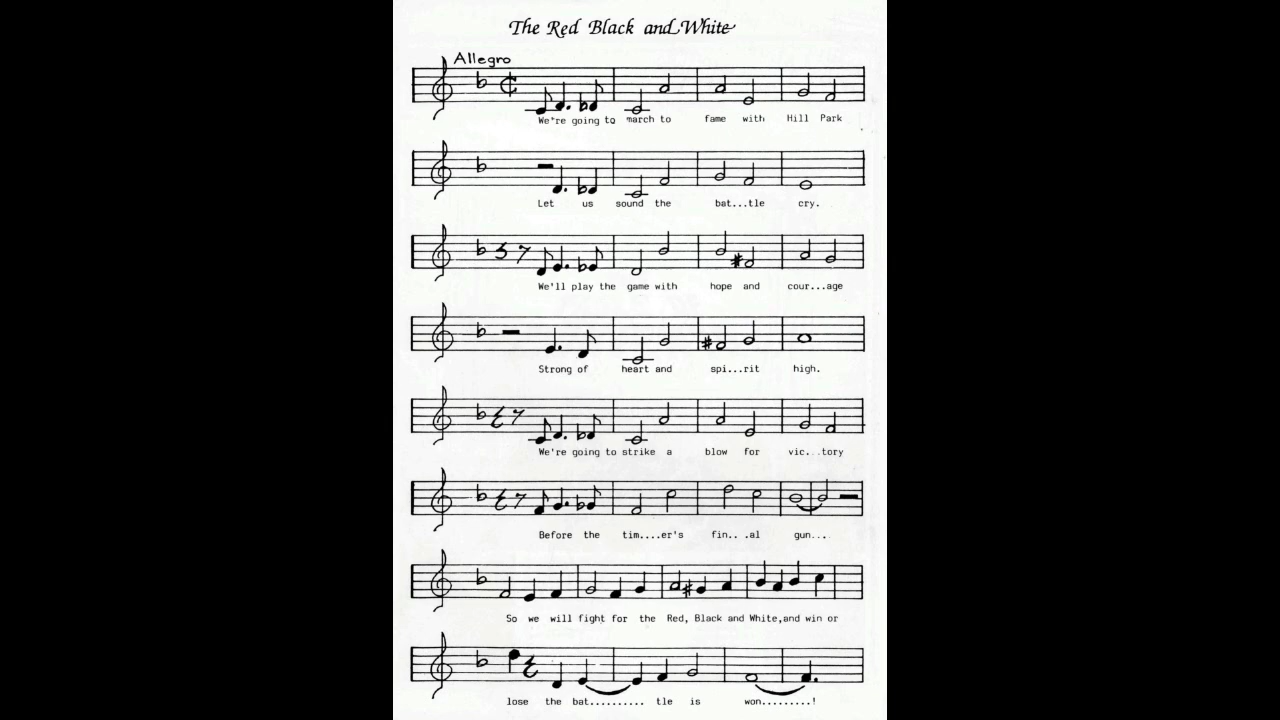 The Red Black and White
Allegro
We're going to march to fame with Hill Park
Let us sound the bat...tle cry.
We'll play the game with hope and cour...age
Strong of heart and spi...rit high.
We're going to strike a blow for vic...tory
Before the tim....er's fin.. .al gun...
So we will fight for the Red, Black and White,and win or
lose the bat.......... tle is won.........!